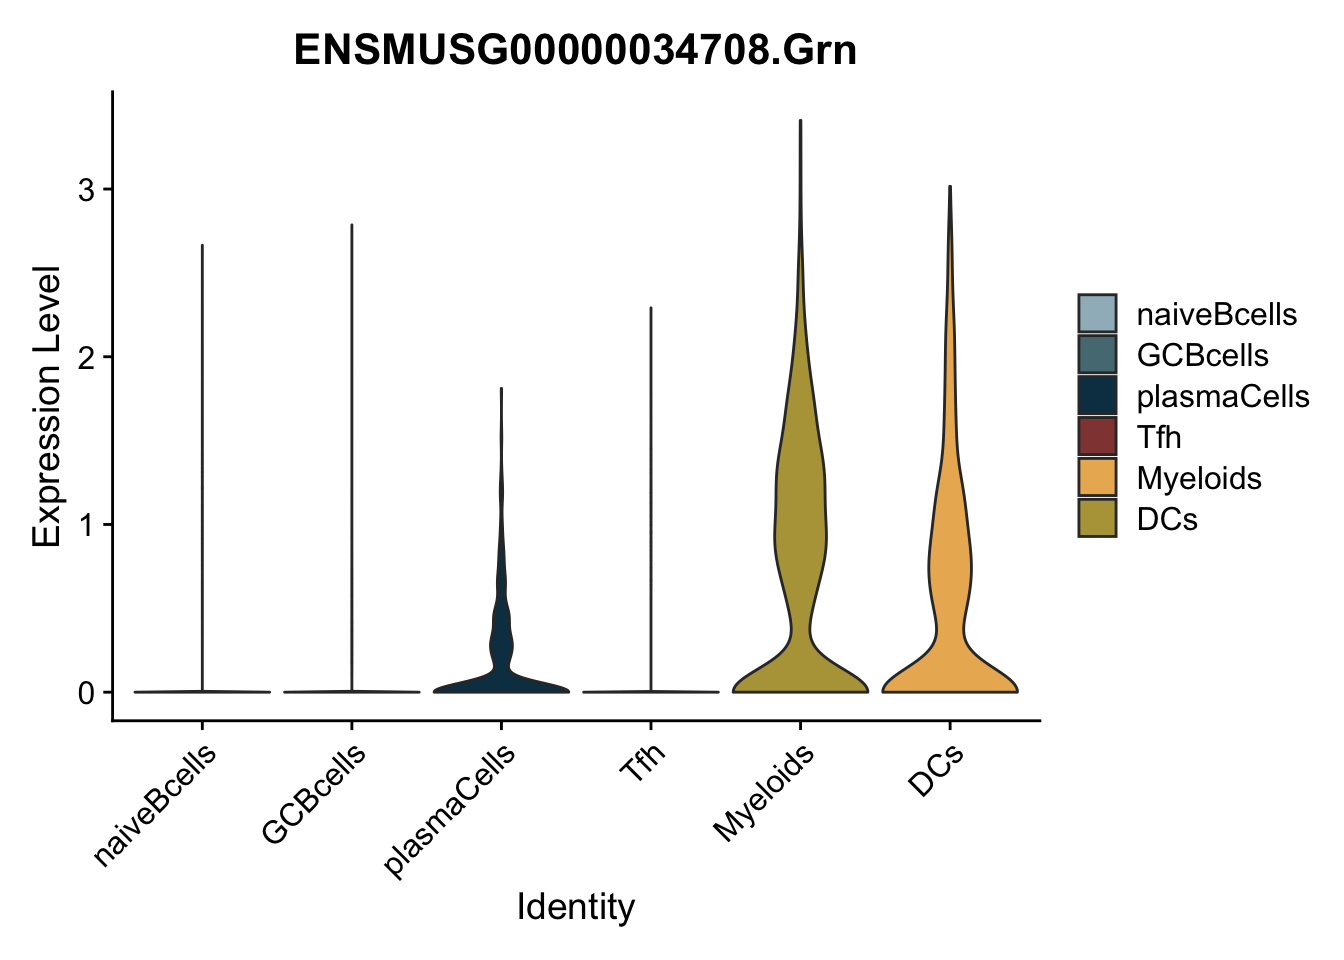 ENSMUSG00000034708.Grn
Expression Level
3
2
1
0
naiveBcells
GCBcells
plasmaCells
Tfh
Myeloids
DCs
Identity
naiveBcells
GCBcells
plasmaCells
Tfh
Myeloids
DCs